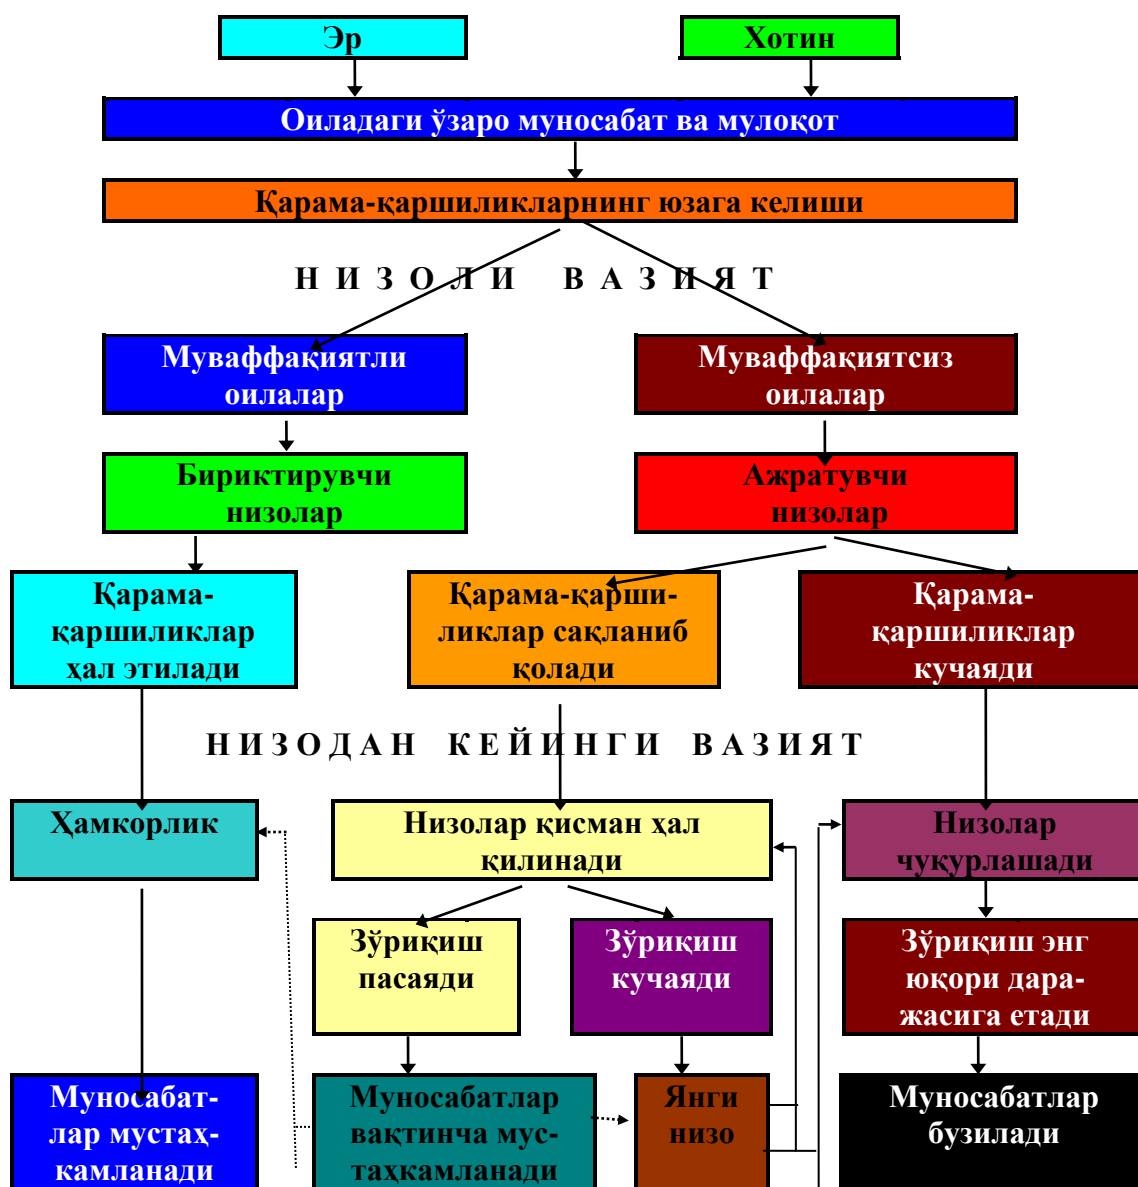 Эр
Хотин
Оиладаги ўзаро муносабат ва мулоқот
Қарама-қаршиликларнинг юзага келиши
Н И З О Л И В А З И Я Т
Муваффақиятли
оилалар
Муваффақиятсиз
оилалар
Бириктирувчи
низолар
Ажратувчи
низолар
Қарама-
қаршиликлар
ҳал этилади
Қарама-қарши-
ликлар сақланиб
қолади
Қарама-
қаршиликлар
кучаяди
Н И З О Д А Н К Е Й И Н Г И В А З И Я Т
Ҳамкорлик
Низолар қисман ҳал
қилинади
Низолар
чуқурлашади
Зўриқиш
пасаяди
Зўриқиш
кучаяди
Зўриқиш энг
юқори дара-
жасига етади
Муносабат-
лар мустаҳ-
камланади
Муносабатлар
вақтинча мус-
таҳкамланади
Янги
низо
Муносабатлар
бузилади